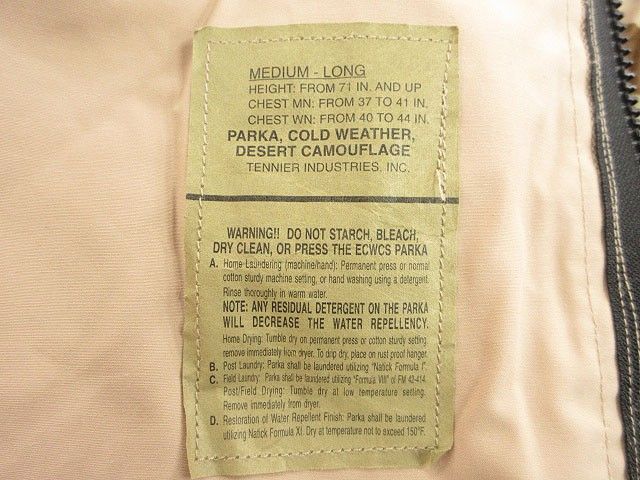 MEDIUM - LONG
HEIGHT: FROM 71 IN. AND UP
CHEST MN: FROM 37 TO 41 IN.
CHEST WN: FROM 40 TO 44 IN.
PARKA, COLD WEATHER,
DESERT CAMOUFLAGE
TENNIER INDUSTRIES, INC.
WARNING!! DO NOT STARCH, BLEACH,
DRY CLEAN, OR PRESS THE ECWCS PARKA
A. Home Laundering (machine/hand): Permanent press or normal
cotton sturdy machine setting, or hand washing using a detergent.
Rinse thoroughly in warm water.
NOTE: ANY RESIDUAL DETERGENT ON THE PARKA
WILL DECREASE THE WATER REPELLENCY.
Home Drying: Tumble dry on permanent press or cotton sturdy setting,
remove immediately from dryer. To drip dry, place on rust proof hanger.
B. Post Laundry: Parka shall be laundered utilizing "Natick Formula I".
C. Field Laundry: Parka shall be laundered utilizing "Formula VIII" of FM 42-414.
Post/Field Drying: Tumble dry at low temperature setting.
Remove immediately from dryer.
D. Restoration of Water Repellent Finish: Parka shall be laundered
utilizing Natick Formula XI. Dry at temperature not to exceed 150°F.